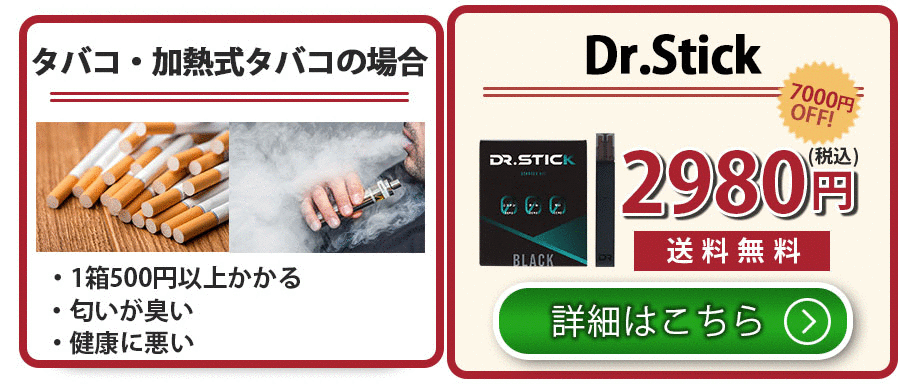 タバコ・加熱式タバコの場合
・1箱500円以上かかる
・匂いが臭い
・健康に悪い
Dr.Stick
7000円
OFF!
DR.STICK
STARTER KIT
BLACK
2980円
(税込)
送料無料
詳細はこちら